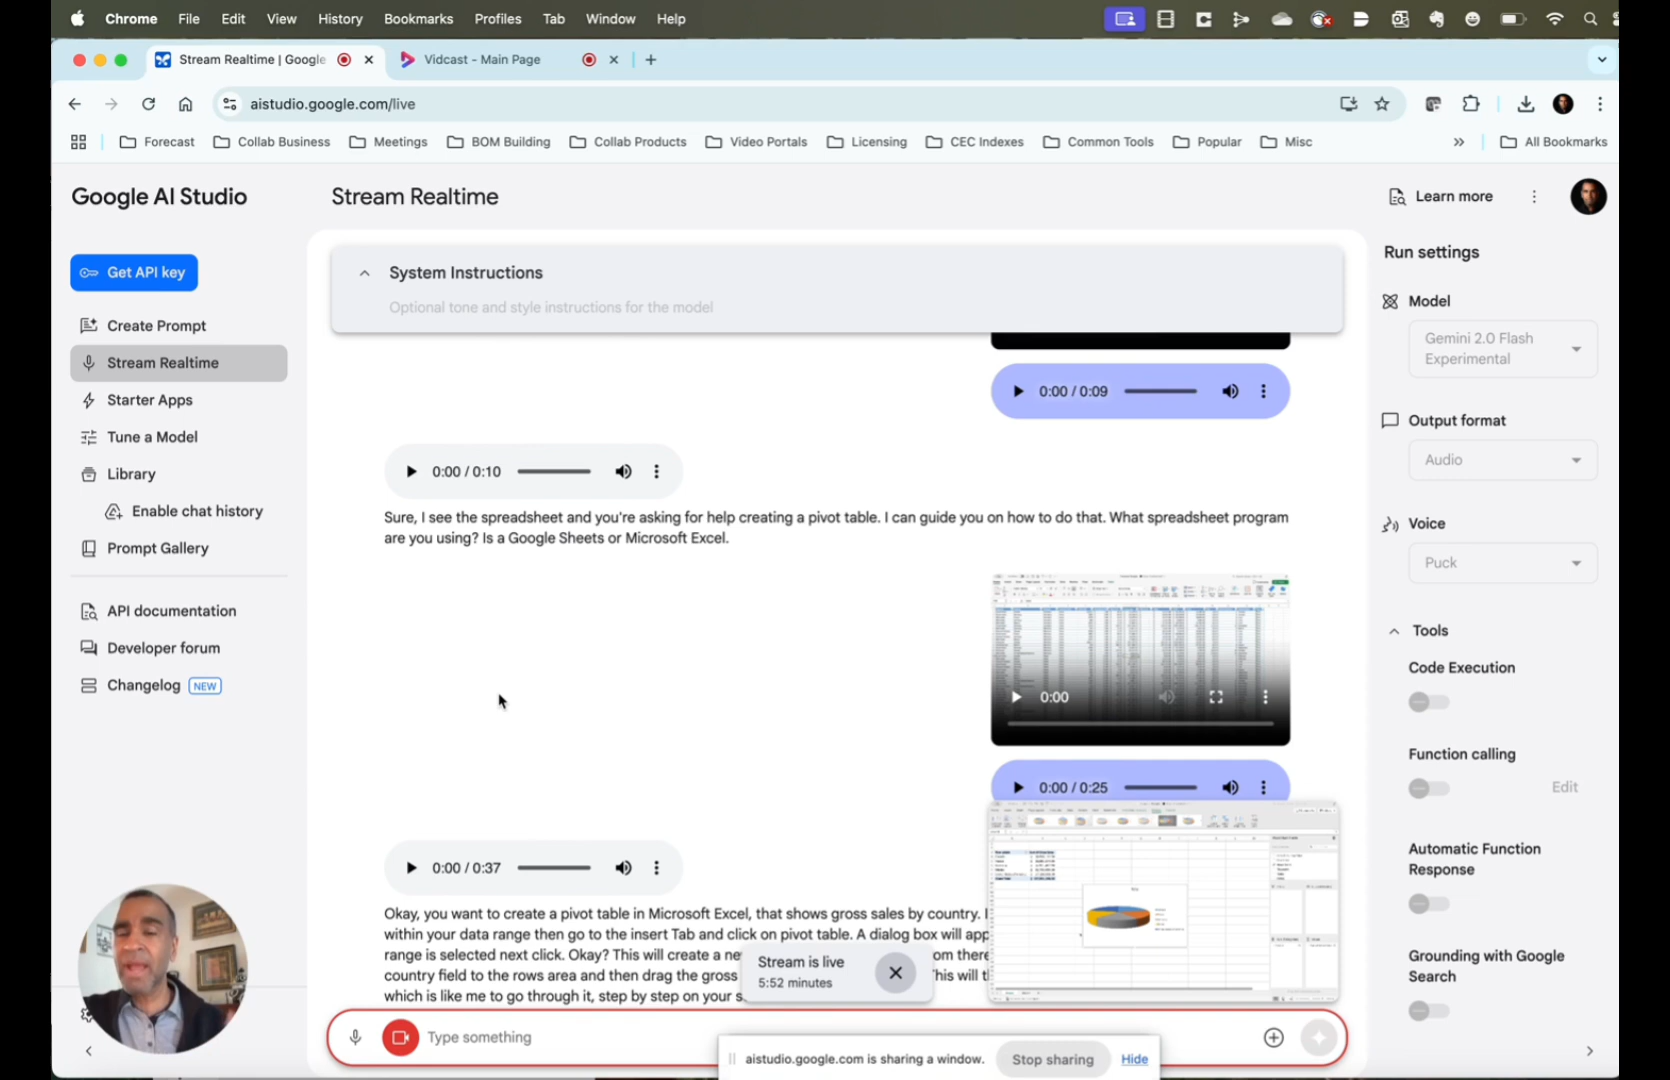 Chrome File Edit View History Bookmarks Profiles Tab Window Help
Stream Realtime | Google
Vidcast - Main Page
aistudio.google.com/live
Forecast Collab Business Meetings BOM Building Collab Products Video Portals Licensing CEC Indexes Common Tools Popular Misc All Bookmarks
Google AI Studio
Stream Realtime
Learn more
Get API key
Create Prompt
Stream Realtime
Starter Apps
Tune a Model
Library
Enable chat history
Prompt Gallery
API documentation
Developer forum
Changelog NEW
System Instructions
Optional tone and style instructions for the model
0:00 / 0:09
0:00 / 0:10
Sure, I see the spreadsheet and you're asking for help creating a pivot table. I can guide you on how to do that. What spreadsheet program
are you using? Is a Google Sheets or Microsoft Excel.
0:00
0:00 / 0:25
0:00 / 0:37
Okay, you want to create a pivot table in Microsoft Excel, that shows gross sales by country.
within your data range then go to the insert Tab and click on pivot table. A dialog box will app
range is selected next click. Okay? This will create a ne om there
country field to the rows area and then drag the gross his will t
which is like me to go through it, step by step on your s
Stream is live
5:52 minutes
Type something
aistudio.google.com is sharing a window. Stop sharing Hide
Run settings
Model
Gemini 2.0 Flash
Experimental
Output format
Audio
Voice
Puck
Tools
Code Execution
Function calling
Edit
Automatic Function
Response
Grounding with Google
Search